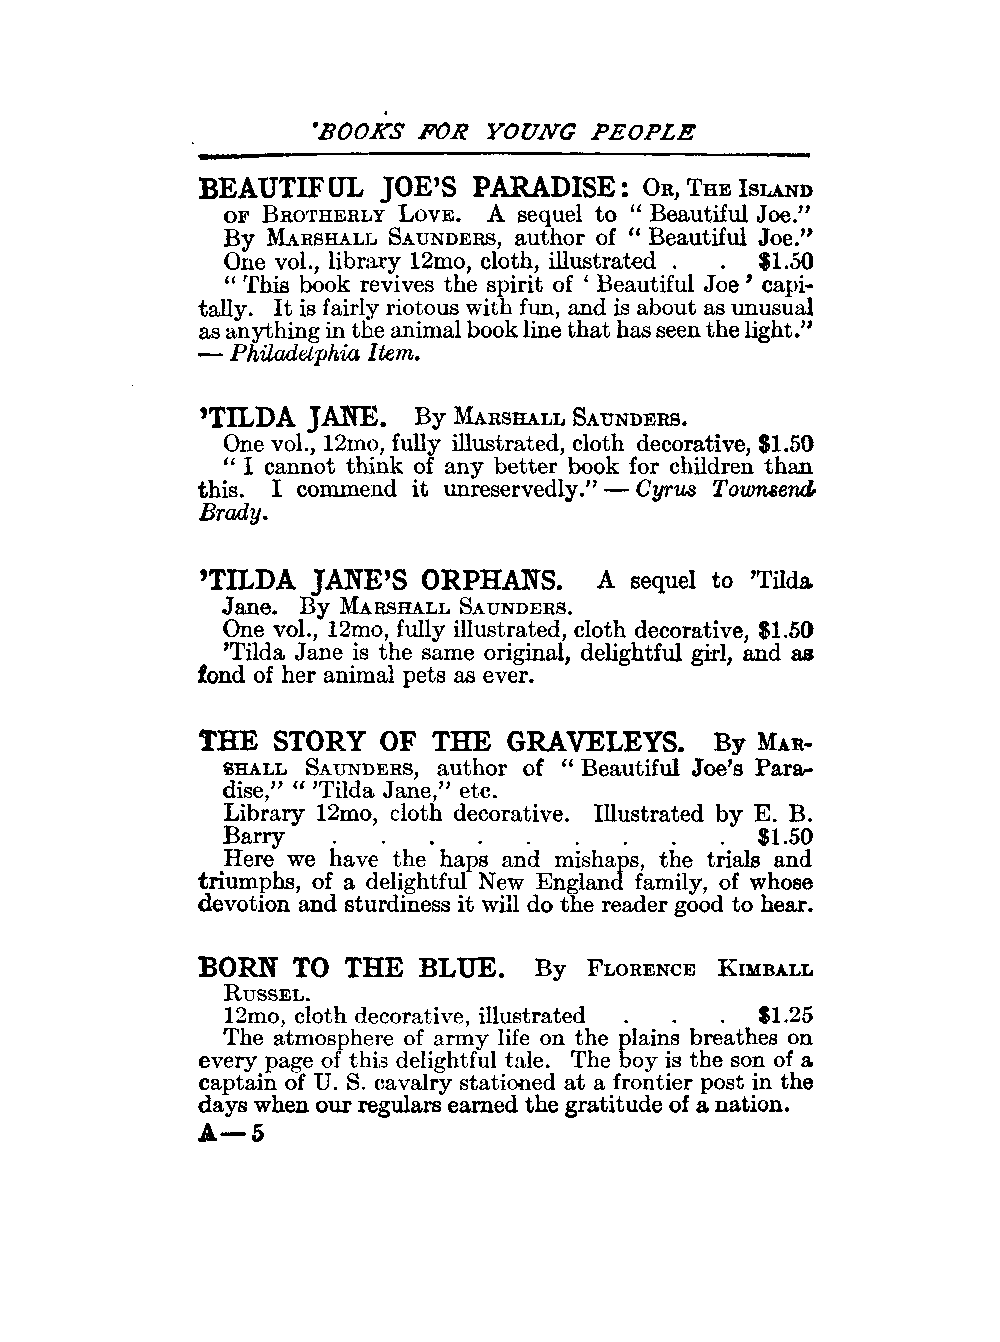 BOOKS FOR YOUNG PEOPLE
BEAUTIFUL JOE'S PARADISE: OR, THE ISLAND
OF BROTHERLY LOVE. A sequel to “ Beautiful Joe.”
By MARSHALL SAUNDERS, author of “ Beautiful Joe.”
One vol., library 12mo, cloth, illustrated . . $1.50
“ This book revives the spirit of ‘ Beautiful Joe ’ capi-
tally. It is fairly riotous with fun, and is about as unusual
as anything in the animal book line that has seen the light.”
— Philadelphia Item.
’TILDA JANE. By MARSHALL SAUNDERS.
One vol., 12mo, fully illustrated, cloth decorative, $1.50
“ I cannot think of any better book for children than
this. I commend it unreservedly.” — Cyrus Townsend
Brady.
’TILDA JANE’S ORPHANS. A sequel to ’Tilda
Jane. By MARSHALL SAUNDERS.
One vol., 12mo, fully illustrated, cloth decorative, $1.50
’Tilda Jane is the same original, delightful girl, and as
fond of her animal pets as ever.
THE STORY OF THE GRAVELEYS. By MAR-
SHALL SAUNDERS, author of “ Beautiful Joe’s Para-
dise,” “ ’Tilda Jane,” etc.
Library 12mo, cloth decorative. Illustrated by E. B.
Barry . . . . . . . . . $1.50
Here we have the haps and mishaps, the trials and
triumphs, of a delightful New England family, of whose
devotion and sturdiness it will do the reader good to hear.
BORN TO THE BLUE. By FLORENCE KIMBALL
RUSSEL.
12mo, cloth decorative, illustrated . . . $1.25
The atmosphere of army life on the plains breathes on
every page of this delightful tale. The boy is the son of a
captain of U. S. cavalry stationed at a frontier post in the
days when our regulars earned the gratitude of a nation.
A — 5